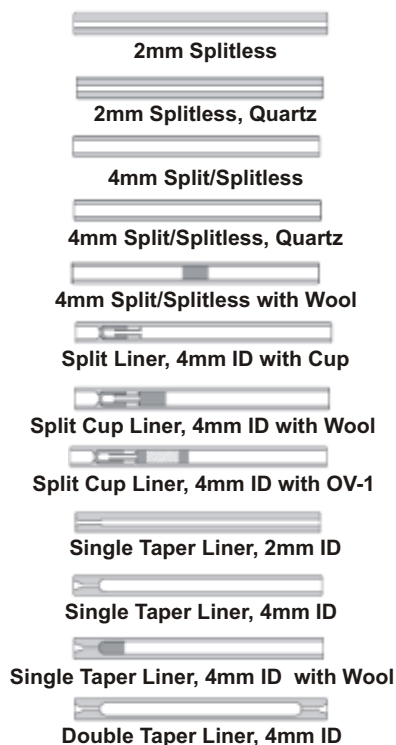 2mm Splitless
2mm Splitless, Quartz
4mm Split/Splitless
4mm Split/Splitless, Quartz
4mm Split/Splitless with Wool
Split Liner, 4mm ID with Cup
Split Cup Liner, 4mm ID with Wool
Split Cup Liner, 4mm ID with OV-1
Single Taper Liner, 2mm ID
Single Taper Liner, 4mm ID
Single Taper Liner, 4mm ID with Wool
Double Taper Liner, 4mm ID